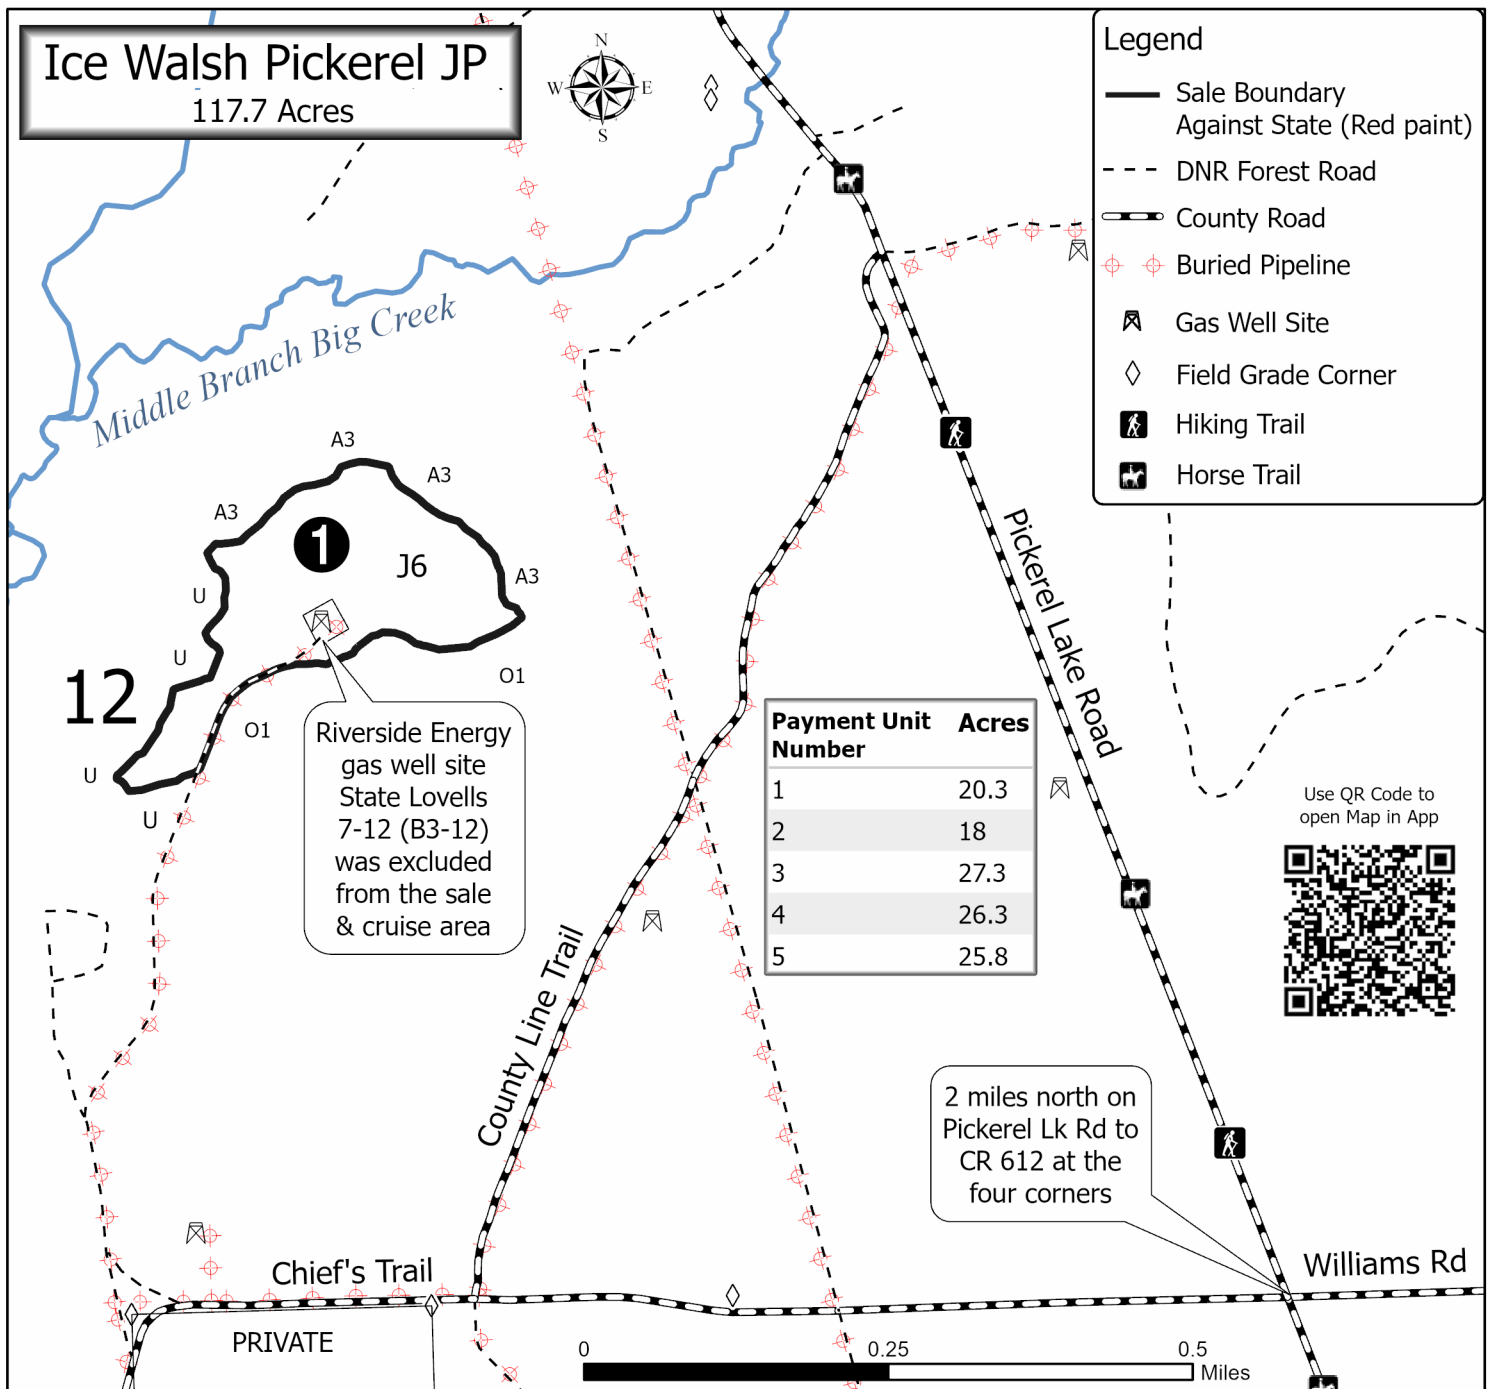 Ice Walsh Pickerel JP
117.7 Acres
N
W E
S
Legend
Sale Boundary
Against State (Red paint)
DNR Forest Road
County Road
Buried Pipeline
Gas Well Site
Field Grade Corner
Hiking Trail
Horse Trail
Middle Branch Big Creek
A3
A3
A3
1
J6
A3
U
U
12
O1
O1
U
U
Riverside Energy
gas well site
State Lovells
7-12 (B3-12)
was excluded
from the sale
& cruise area
Pickerel Lake Road
Payment Unit Number Acres
1 20.3
2 18
3 27.3
4 26.3
5 25.8
Use QR Code to
open Map in App
County Line Trail
2 miles north on
Pickerel Lk Rd to
CR 612 at the
four corners
Chief's Trail
Williams Rd
PRIVATE
0 0.25 0.5
Miles